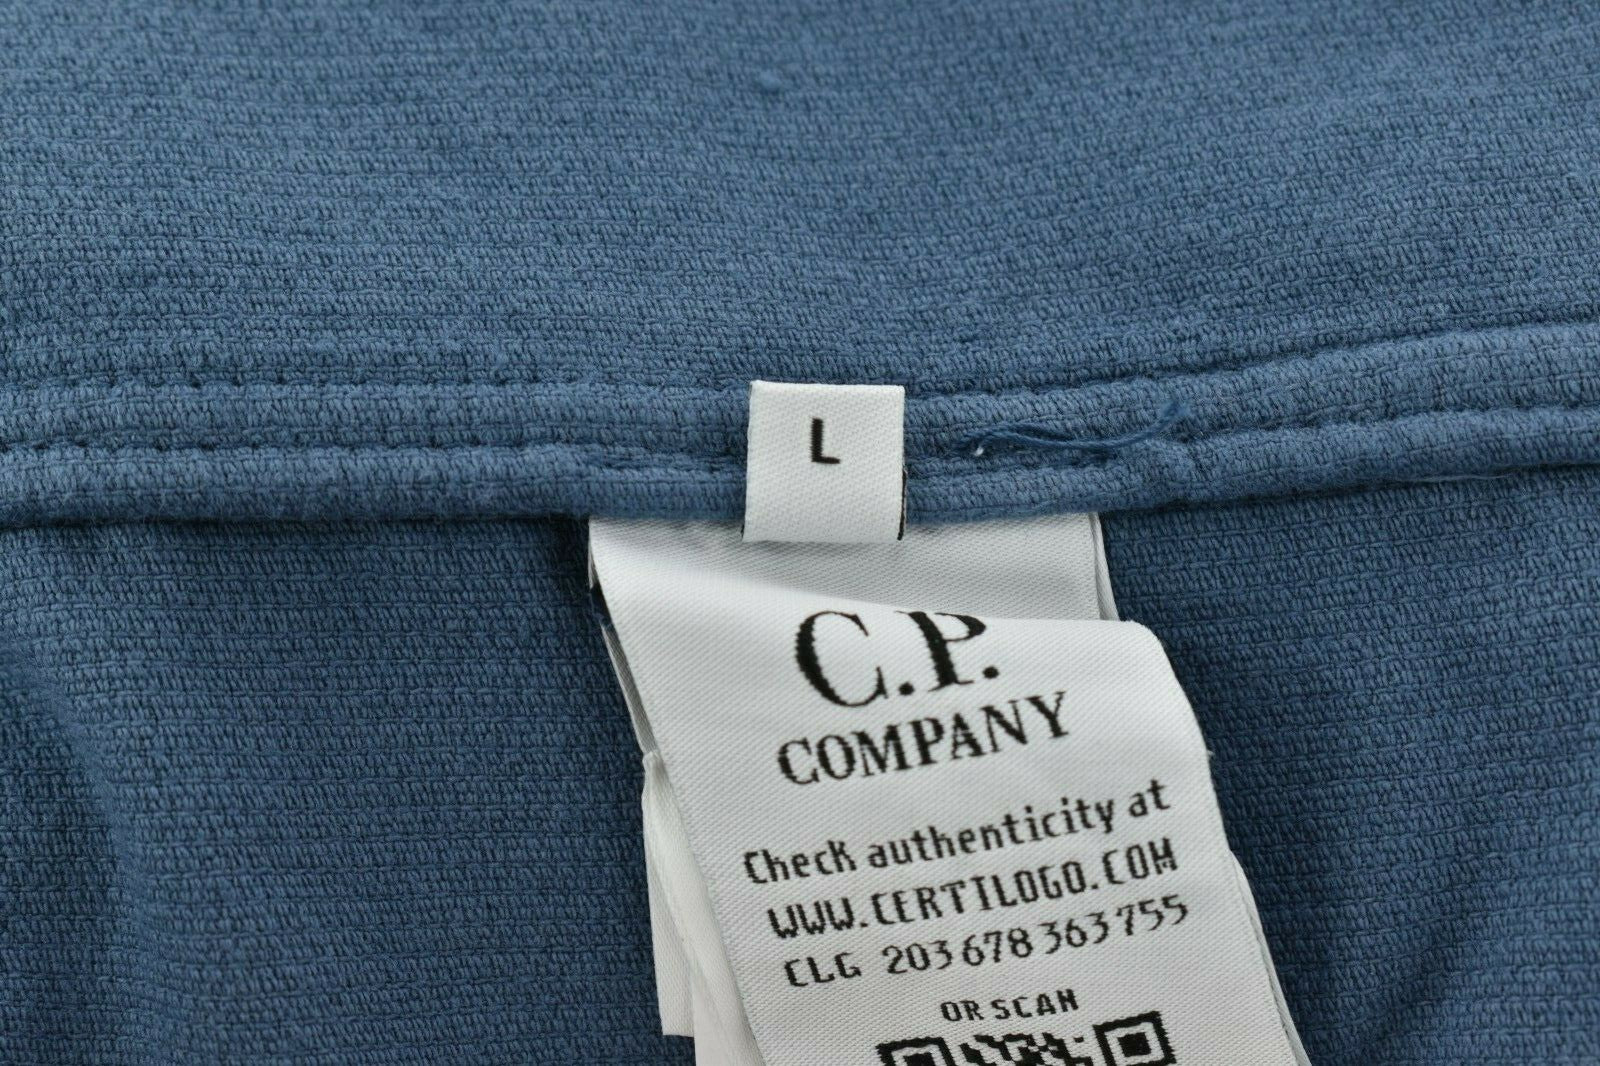 L
C.P.
COMPANY
Check authenticity at
WWW.CERTILOGO.COM
CLG 203 678 363 755
OR SCAN